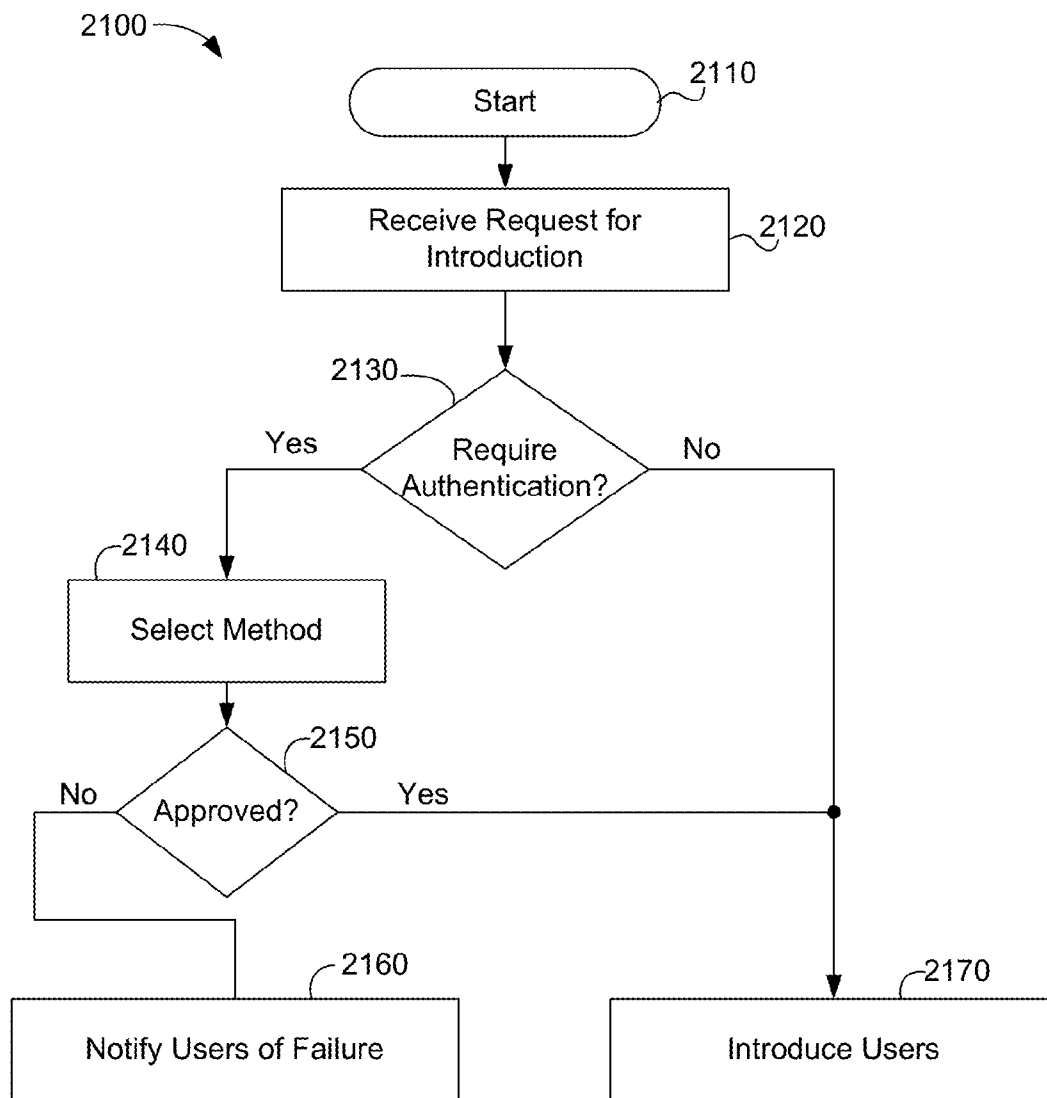 2100
Start
2110
Receive Request for
Introduction
2120
2130
Yes
Require
Authentication?
No
2140
Select Method
2150
No
Approved?
Yes
2160
Notify Users of Failure
2170
Introduce Users